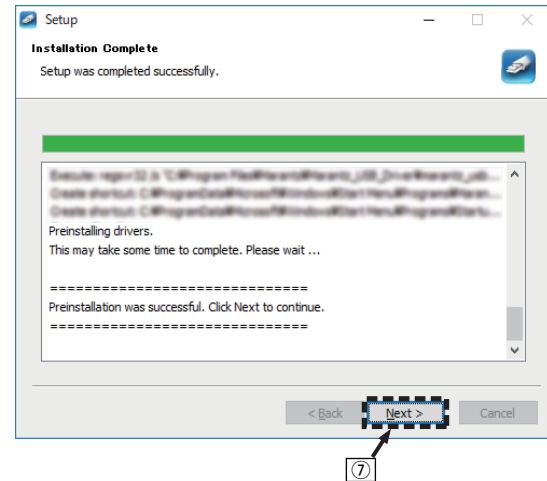 Setup
Installation Complete
Setup was completed successfully.
Preinstalling drivers.
This may take some time to complete. Please wait ...
==============================
Preinstallation was successful. Click Next to continue.
==============================
< Back Next > Cancel
⑦